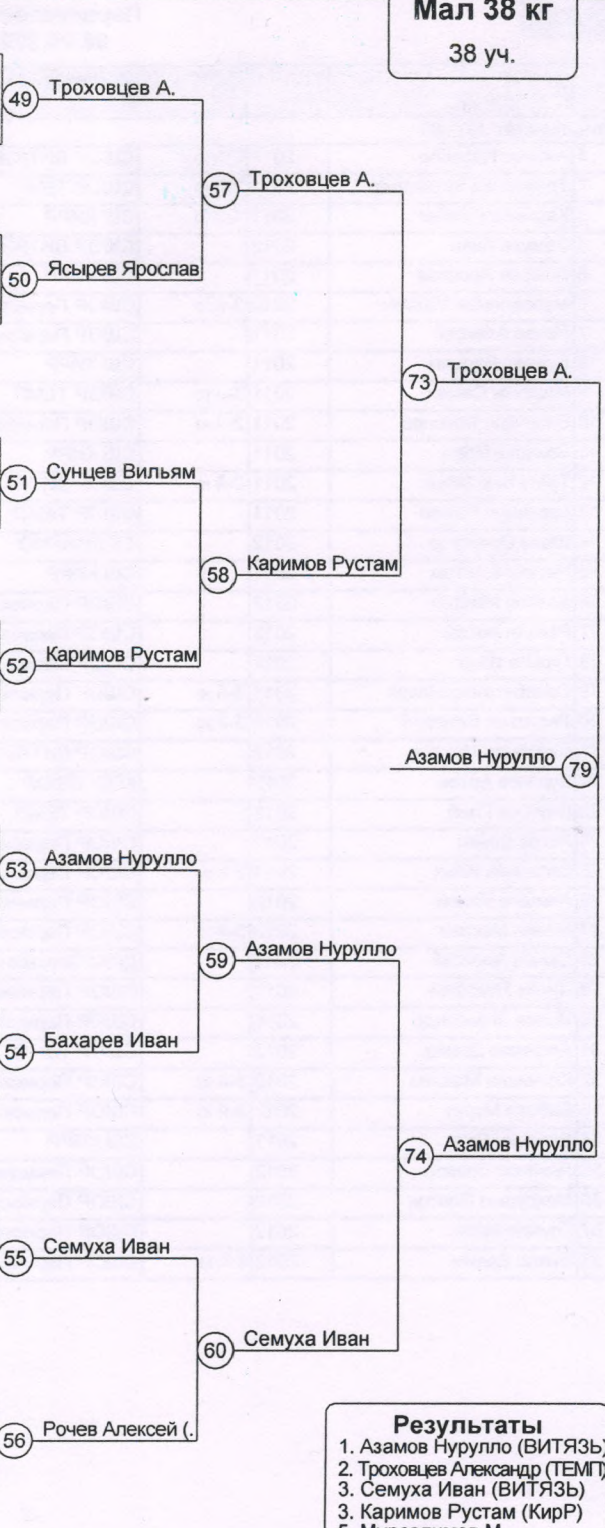 Мал 38 кг
38 уч.
49 Троховцев А.
57 Троховцев А.
50 Ясырев Ярослав
73 Троховцев А.
51 Сунцев Вильям
58 Каримов Рустам
52 Каримов Рустам
Азамов Нурулло 79
53 Азамов Нурулло
59 Азамов Нурулло
54 Бахарев Иван
74 Азамов Нурулло
55 Семуха Иван
60 Семуха Иван
56 Рочев Алексей (.
Результаты
1. Азамов Нурулло (ВИТЯЗЬ)
2. Троховцев Александр (ТЕМП)
3. Семуха Иван (ВИТЯЗЬ)
3. Каримов Рустам (КирР)